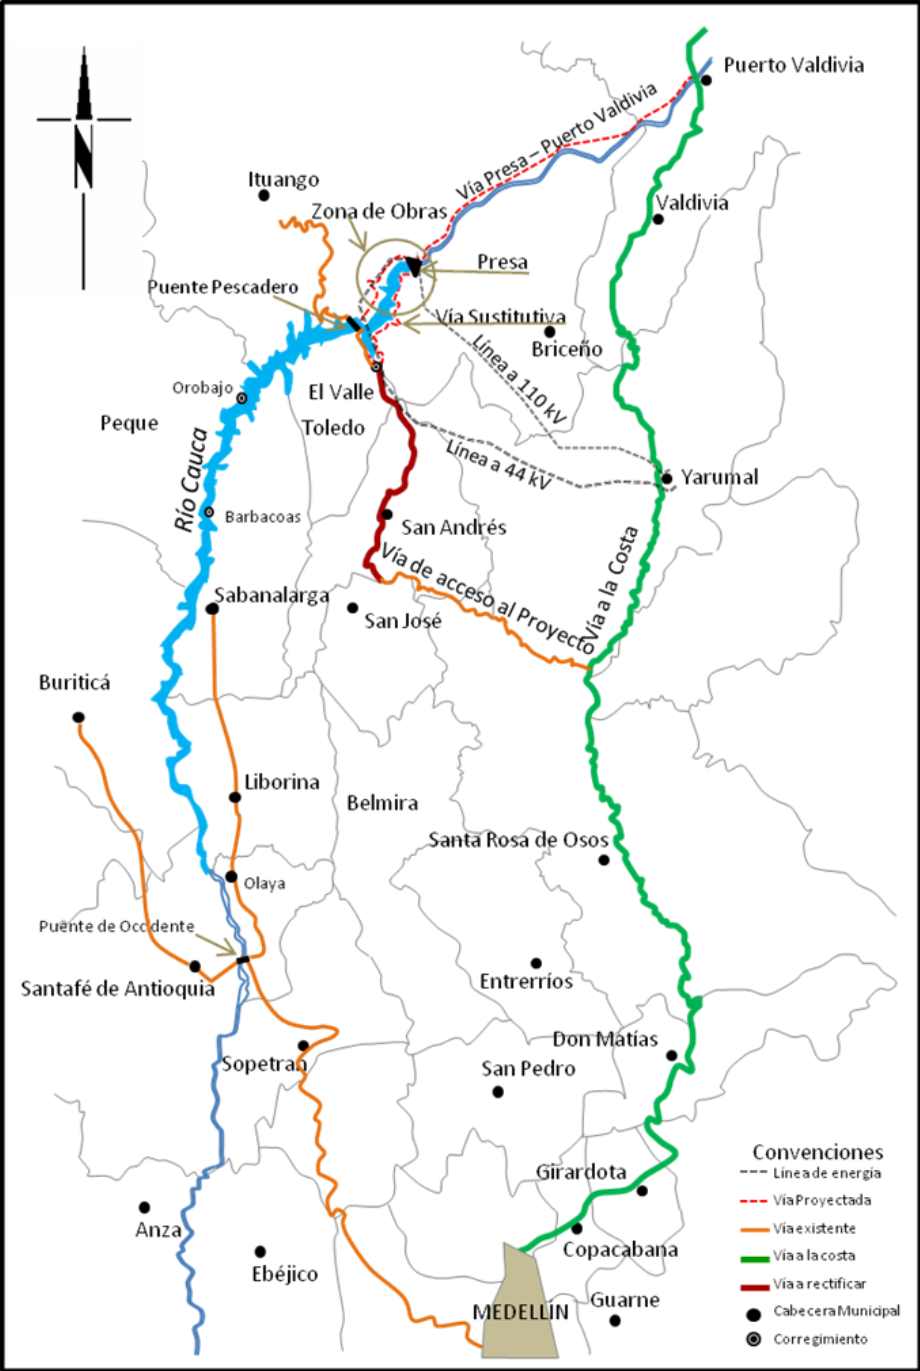 Puerto Valdivia
Vía Presa – Puerto Valdivia
N
Ituango
Zona de Obras
Valdivia
Presa
Puente Pescadero
Vía Sustitutiva
Briceño
Línea a 110 kV
Orobajo
El Valle
Peque
Toledo
Línea a 44 kV
Yarumal
Río Cauca
Barbacoas
San Andrés
Vía de acceso al Proyecto
Vía a la Costa
Sabanalarga
San José
Buriticá
Liborina
Belmira
Santa Rosa de Osos
Olaya
Puente de Occidente
Entrerríos
Santafé de Antioquia
Don Matías
Sopetran
San Pedro
Girardota
Anza
Copacabana
Ebéjico
MEDELLÍN
Guarne
Convenciones
Línea de energía
Vía Proyectada
Vía existente
Vía a la costa
Vía a rectificar
Cabecera Municipal
Corregimiento